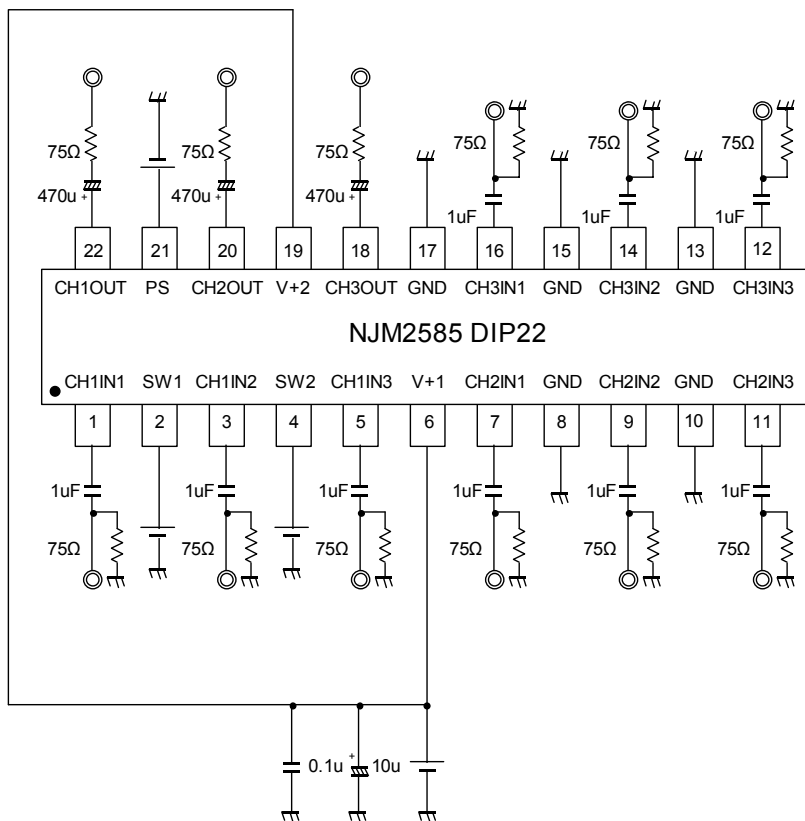 75Ω 75Ω 75Ω 75Ω 75Ω 75Ω
470u + 470u + 470u + 1uF 1uF 1uF
22 21 20 19 18 17 16 15 14 13 12
CH1OUT PS CH2OUT V+2 CH3OUT GND CH3IN1 GND CH3IN2 GND CH3IN3
NJM2585 DIP22
CH1IN1 SW1 CH1IN2 SW2 CH1IN3 V+1 CH2IN1 GND CH2IN2 GND CH2IN3
1 2 3 4 5 6 7 8 9 10 11
1uF 1uF 1uF 1uF 1uF 1uF
75Ω 75Ω 75Ω 75Ω 75Ω 75Ω
0.1u + 10u